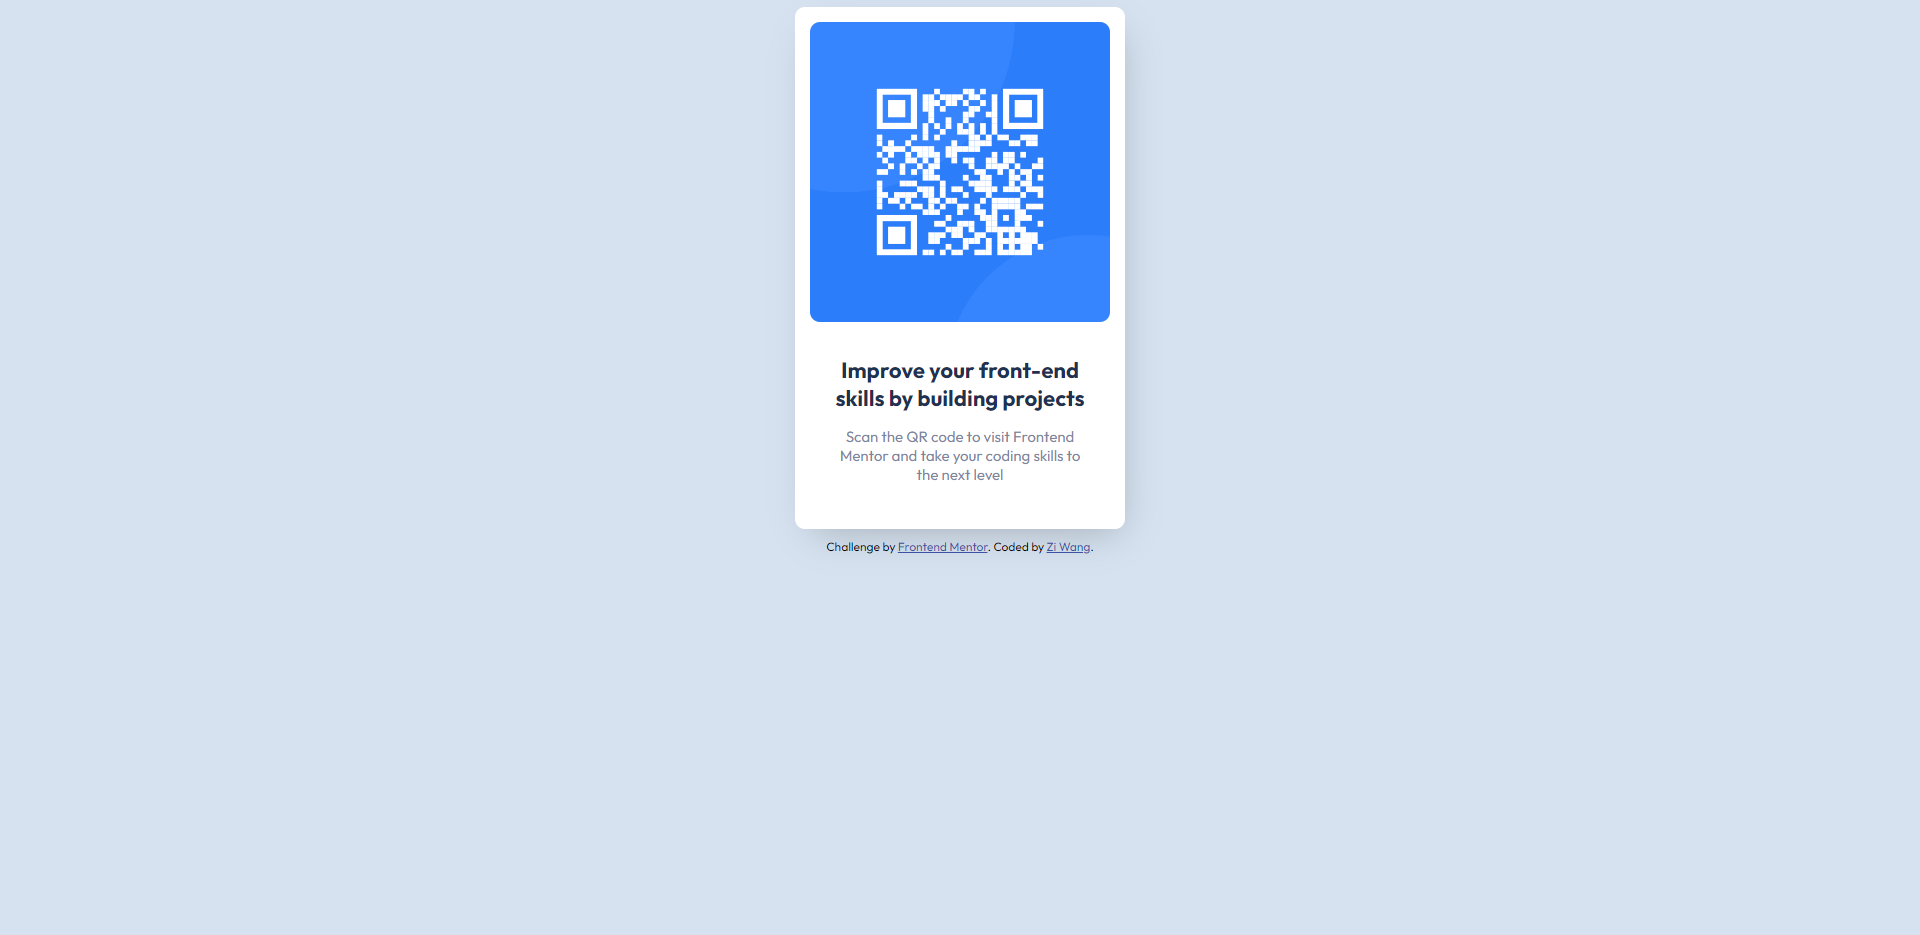 Improve your front-end
skills by building projects
Scan the QR code to visit Frontend
Mentor and take your coding skills to
the next level
Challenge by Frontend Mentor. Coded by Zi Wang.